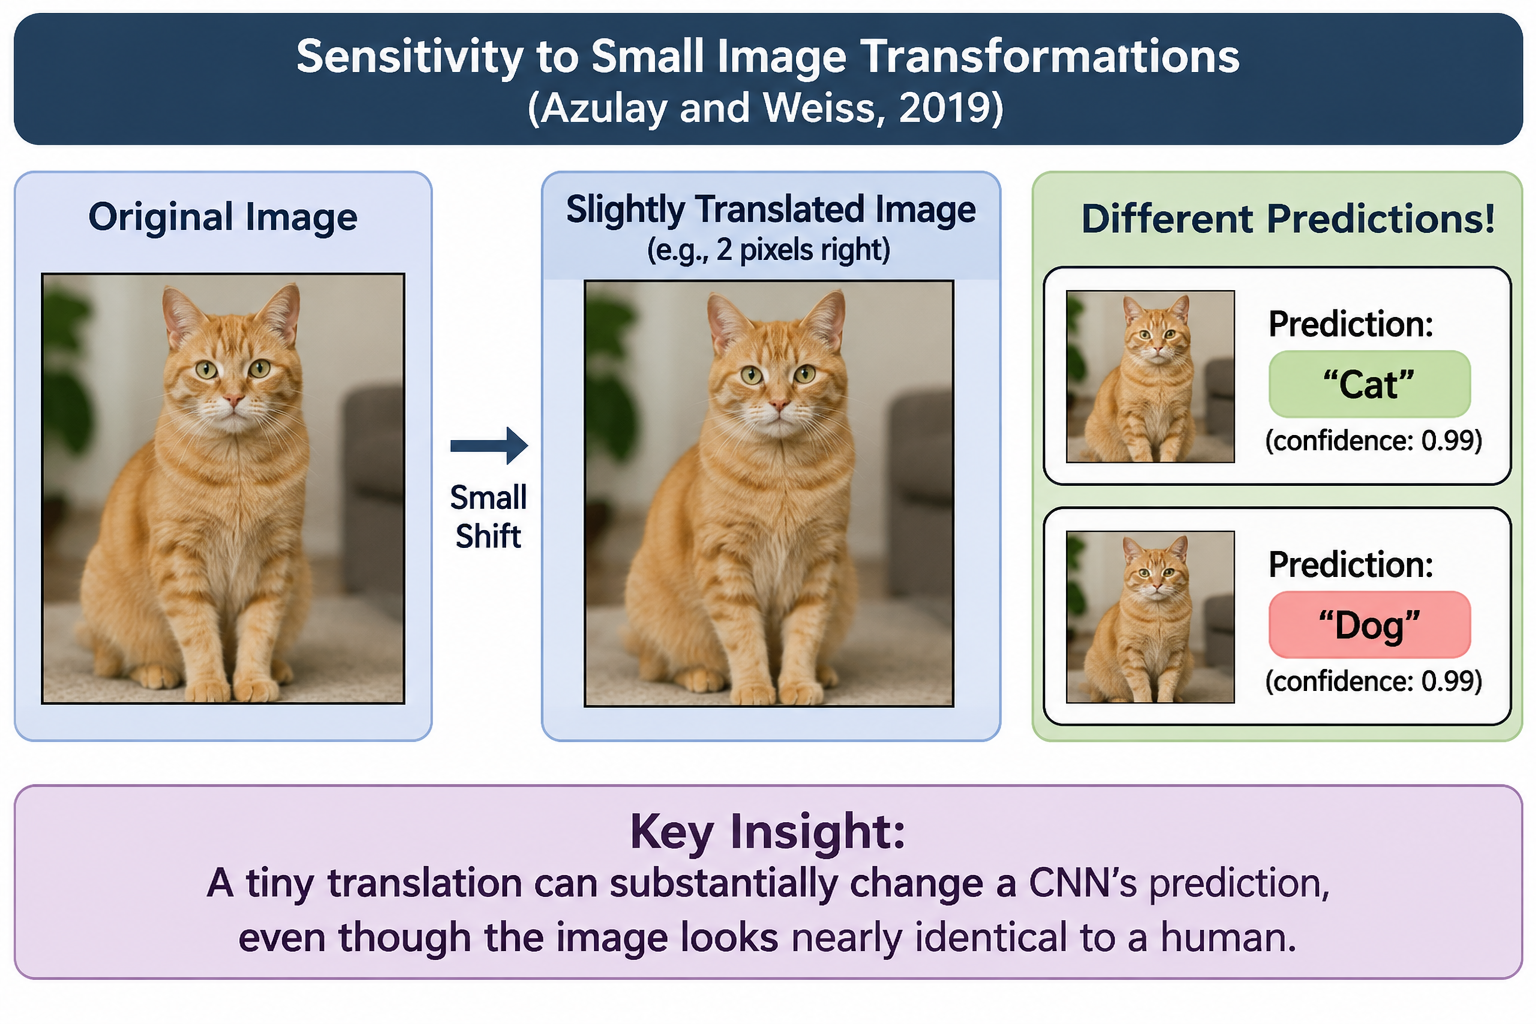 Sensitivity to Small Image Transformartions
(Azulay and Weiss, 2019)
Original Image
Small
Shift
Slightly Translated Image
(e.g., 2 pixels right)
Different Predictions!
Prediction:
“Cat”
(confidence: 0.99)
Prediction:
“Dog”
(confidence: 0.99)
Key Insight:
A tiny translation can substantially change a CNN’s prediction,
even though the image looks nearly identical to a human.